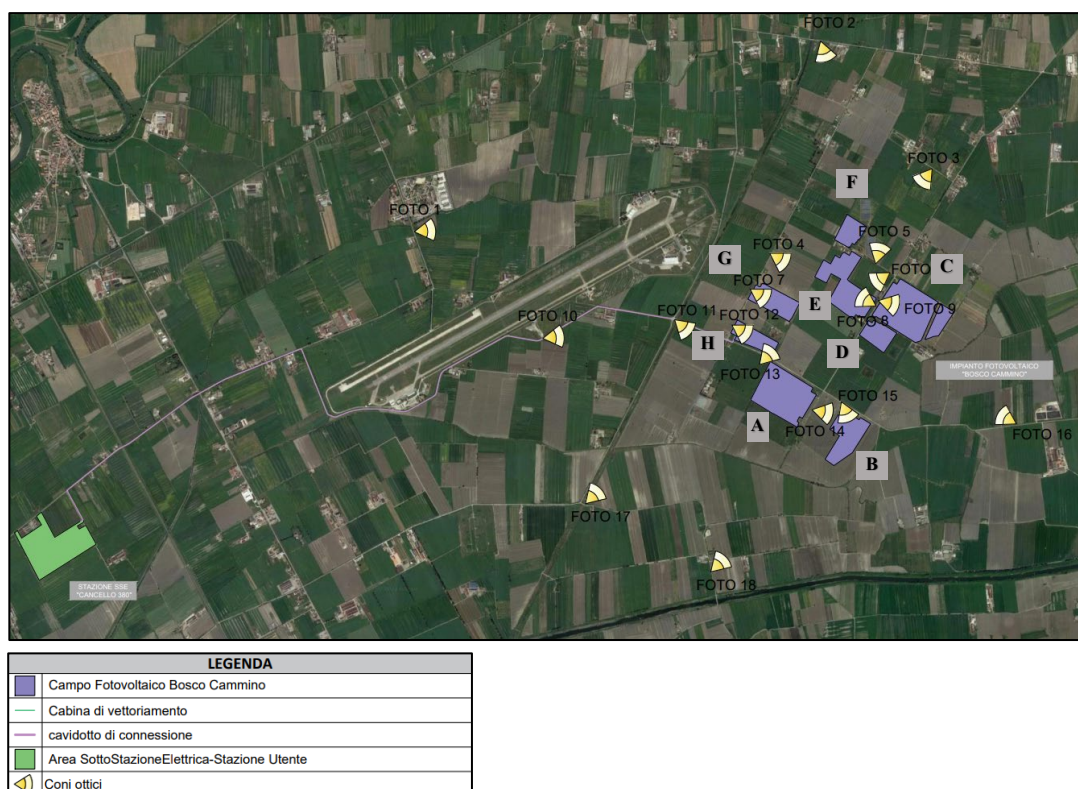 FOTO 2
FOTO 3
F
FOTO 1
FOTO 5
FOTO 4
G
C
FOTO
FOTO 7
E
FOTO 11
FOTO 12
FOTO 9
FOTO 10
H
FOTO 8
D
FOTO 13
IMPIANTO FOTOVOLTAICO
"BOSCO CAMMINO"
FOTO 15
A
FOTO 14
FOTO 16
B
FOTO 17
FOTO 18
STAZIONE SSE
"CANCELLO 380"
LEGENDA
Campo Fotovoltaico Bosco Cammino
Cabina di vettoriamento
cavidotto di connessione
Area SottoStazioneElettrica-Stazione Utente
Coni ottici